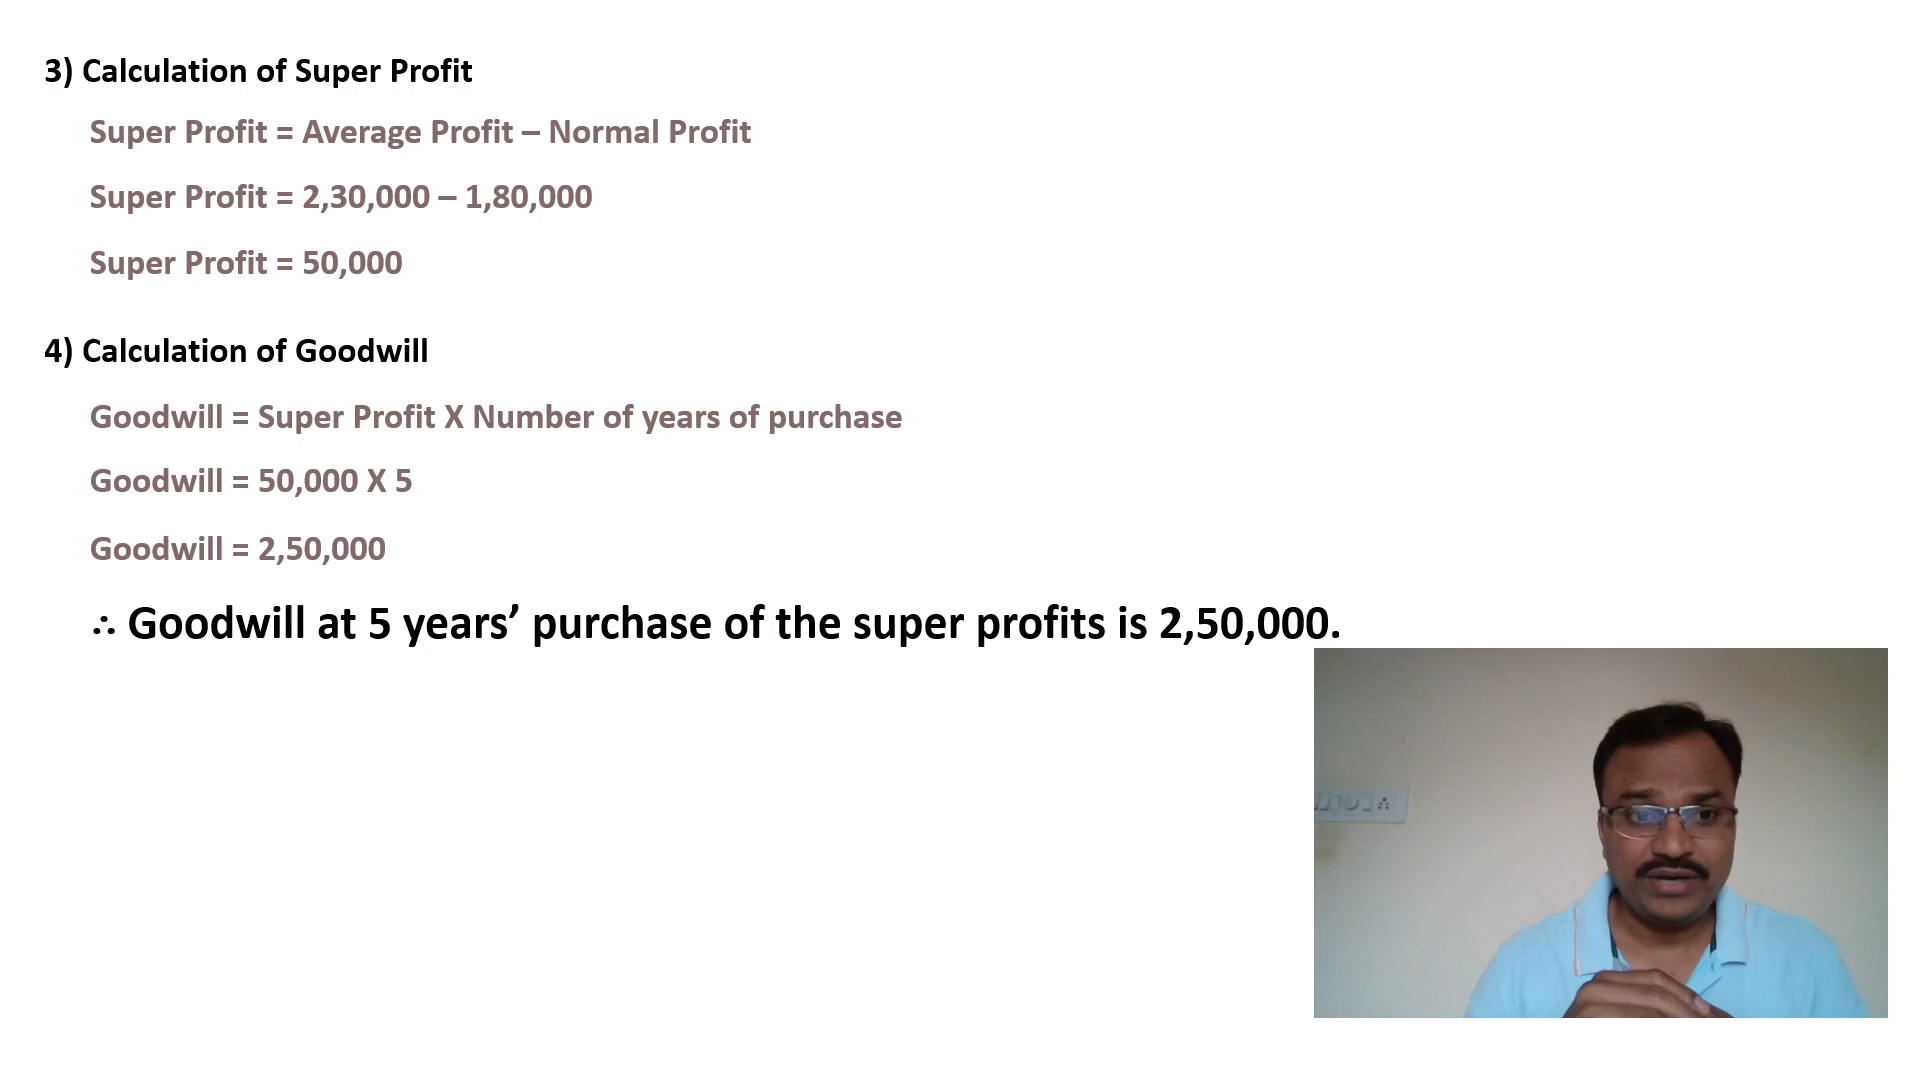 3) Calculation of Super Profit
Super Profit = Average Profit – Normal Profit
Super Profit = 2,30,000 – 1,80,000
Super Profit = 50,000
4) Calculation of Goodwill
Goodwill = Super Profit X Number of years of purchase
Goodwill = 50,000 X 5
Goodwill = 2,50,000
∴ Goodwill at 5 years’ purchase of the super profits is 2,50,000.